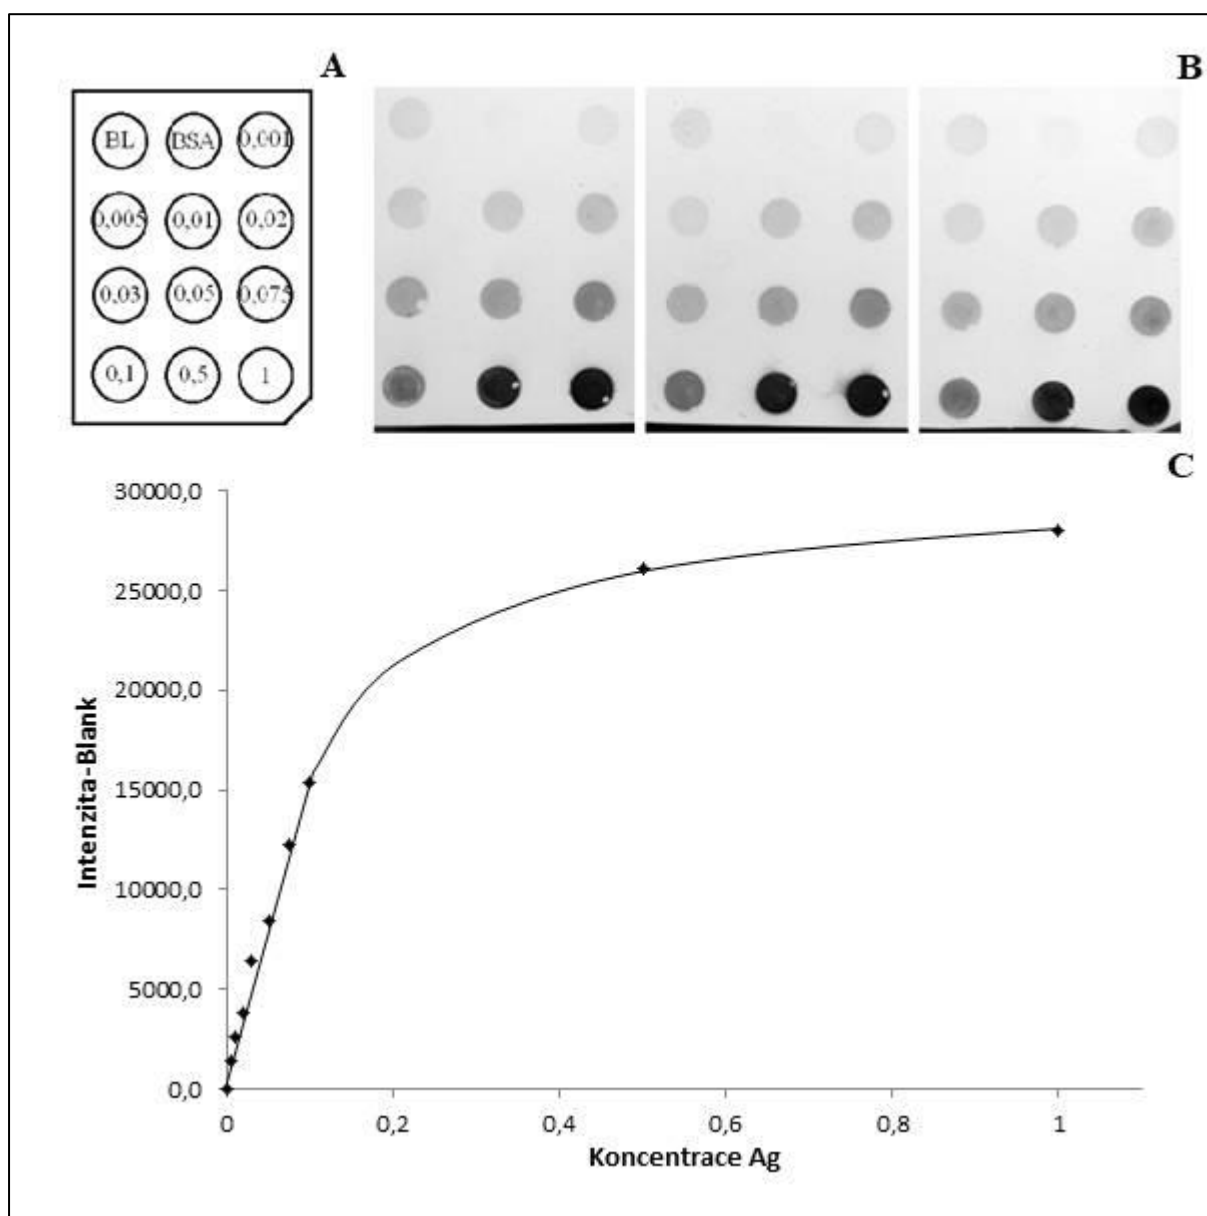 A
BL BSA 0,001
0,005 0,01 0,02
0,03 0,05 0,075
0,1 0,5 1
B
C
30000,0
25000,0
20000,0
15000,0
10000,0
5000,0
0,0
Intenzita-Blank
0 0,2 0,4 0,6 0,8 1
Koncentrace Ag